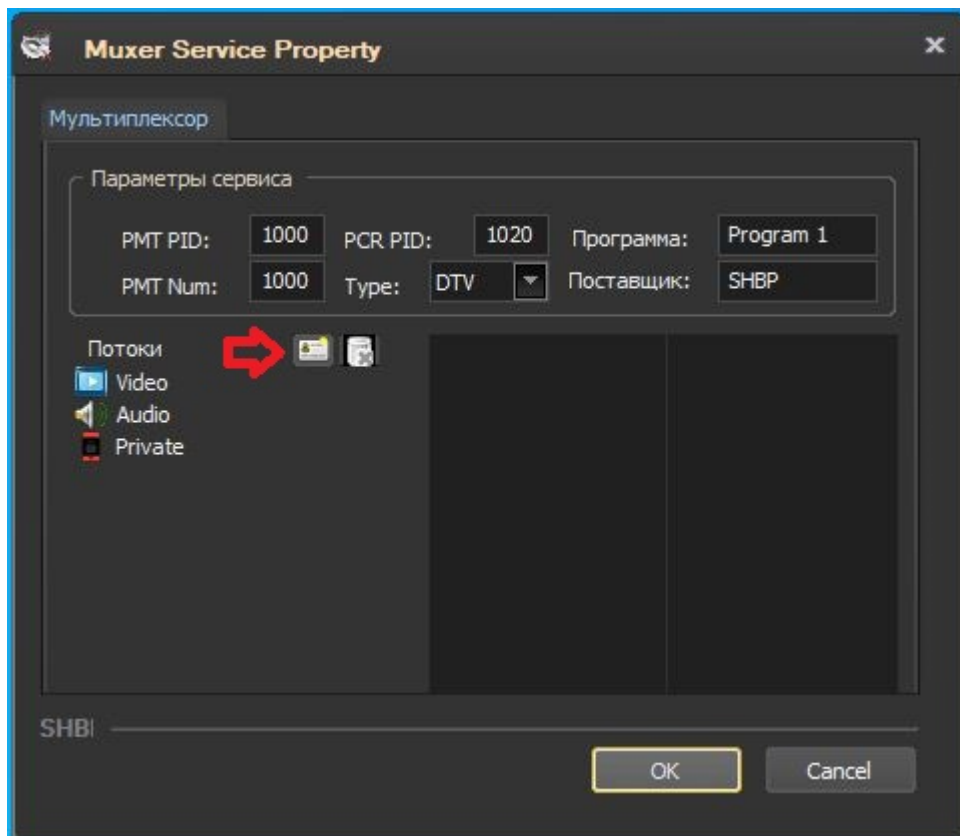 Muxer Service Property
Мультиплексор
Параметры сервиса
PMT PID: 1000 PCR PID: 1020 Программа: Program 1
PMT Num: 1000 Type: DTV Поставщик: SHBP
Потоки
Video
Audio
Private
SHB
OK Cancel